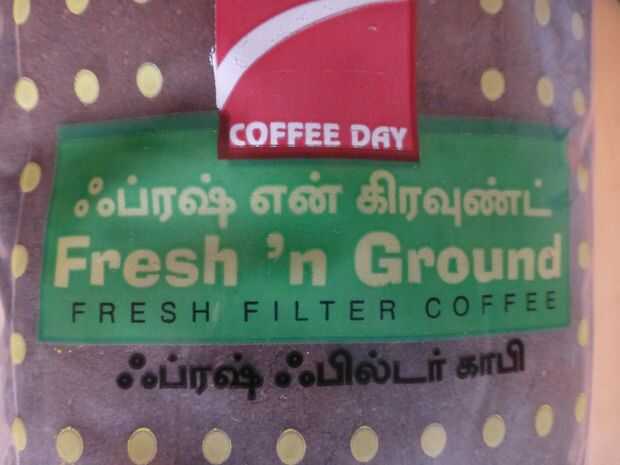 COFFEE DAY
ஃப்ரஷ் என் கிரவுண்ட்
Fresh 'n Ground
FRESH FILTER COFFEE
ஃப்ரஷ் ஃபில்டர் காபி